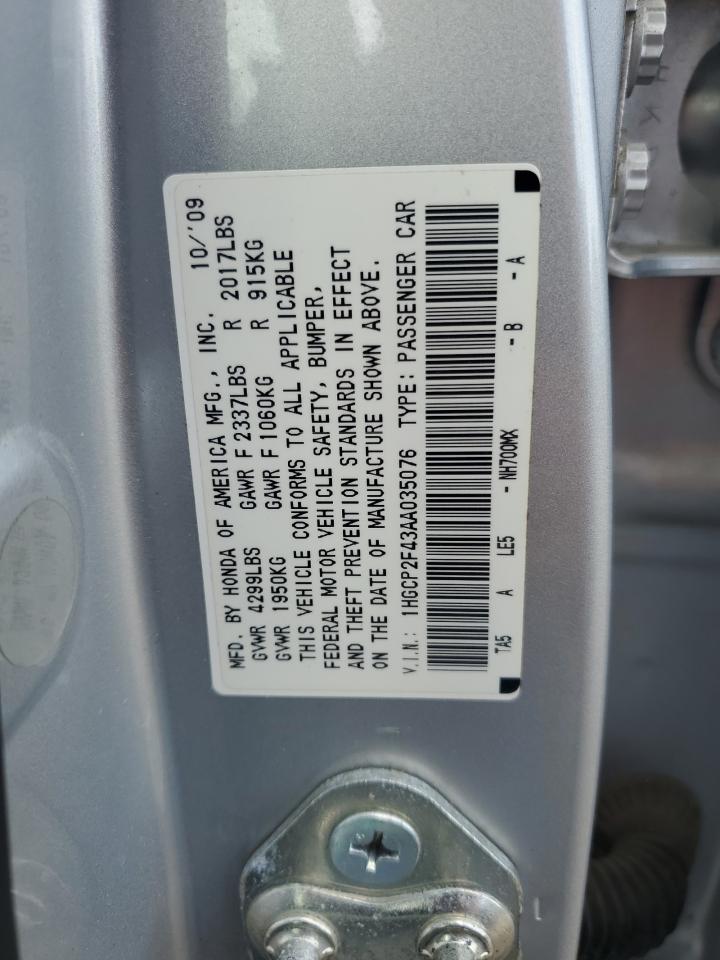 MFD. BY HONDA OF AMERICA MFG., INC. 10/'09
GVWR 4299LBS GAWR F 2337LBS R 2017LBS
GVWR 1950KG GAWR F 1060KG R 915KG
THIS VEHICLE CONFORMS TO ALL APPLICABLE
FEDERAL MOTOR VEHICLE SAFETY, BUMPER,
AND THEFT PREVENTION STANDARDS IN EFFECT
ON THE DATE OF MANUFACTURE SHOWN ABOVE.
V.I.N.: 1HGCP2F43AA035076 TYPE: PASSENGER CAR
TA5 A LE5 - NH700MX - B - A